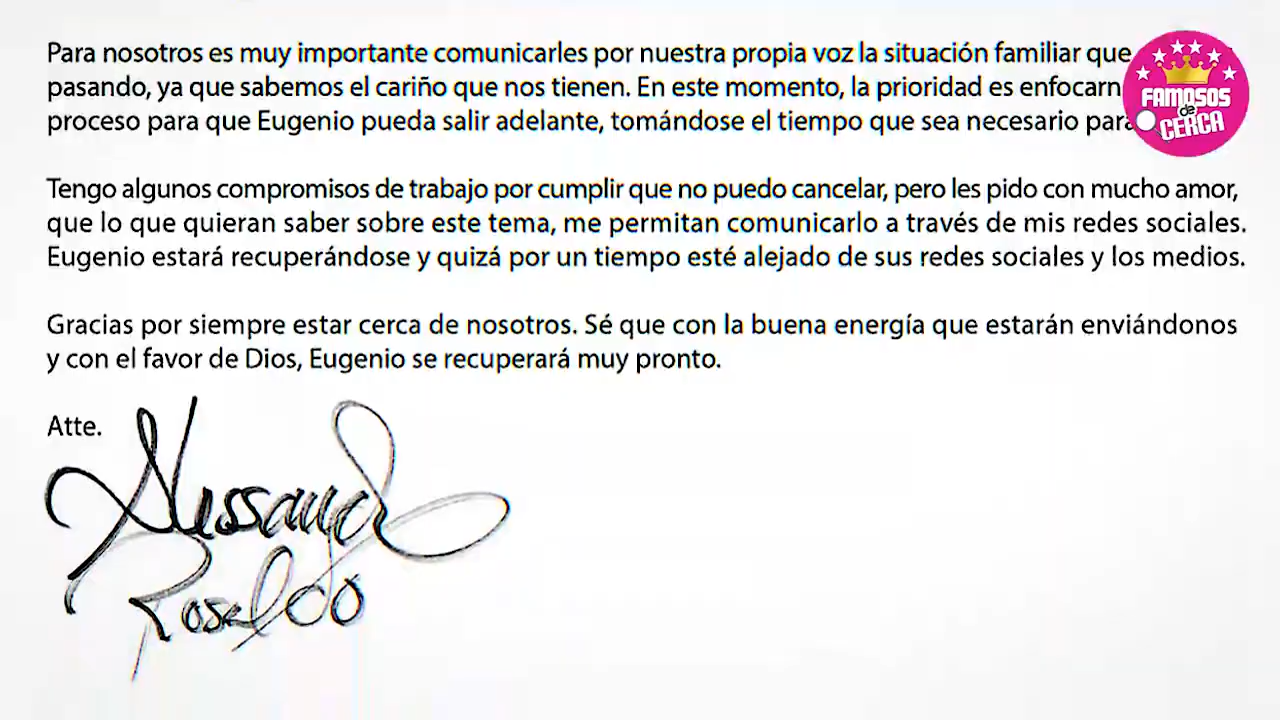 Para nosotros es muy importante comunicarles por nuestra propia voz la situación familiar que
pasando, ya que sabemos el cariño que nos tienen. En este momento, la prioridad es enfocarn
proceso para que Eugenio pueda salir adelante, tomándose el tiempo que sea necesario para
FAMOSOS
de
CERCA
Tengo algunos compromisos de trabajo por cumplir que no puedo cancelar, pero les pido con mucho amor,
que lo que quieran saber sobre este tema, me permitan comunicarlo a través de mis redes sociales.
Eugenio estará recuperándose y quizá por un tiempo esté alejado de sus redes sociales y los medios.
Gracias por siempre estar cerca de nosotros. Sé que con la buena energía que estarán enviándonos
y con el favor de Dios, Eugenio se recuperará muy pronto.
Atte.
Alessandra
Rosaldo